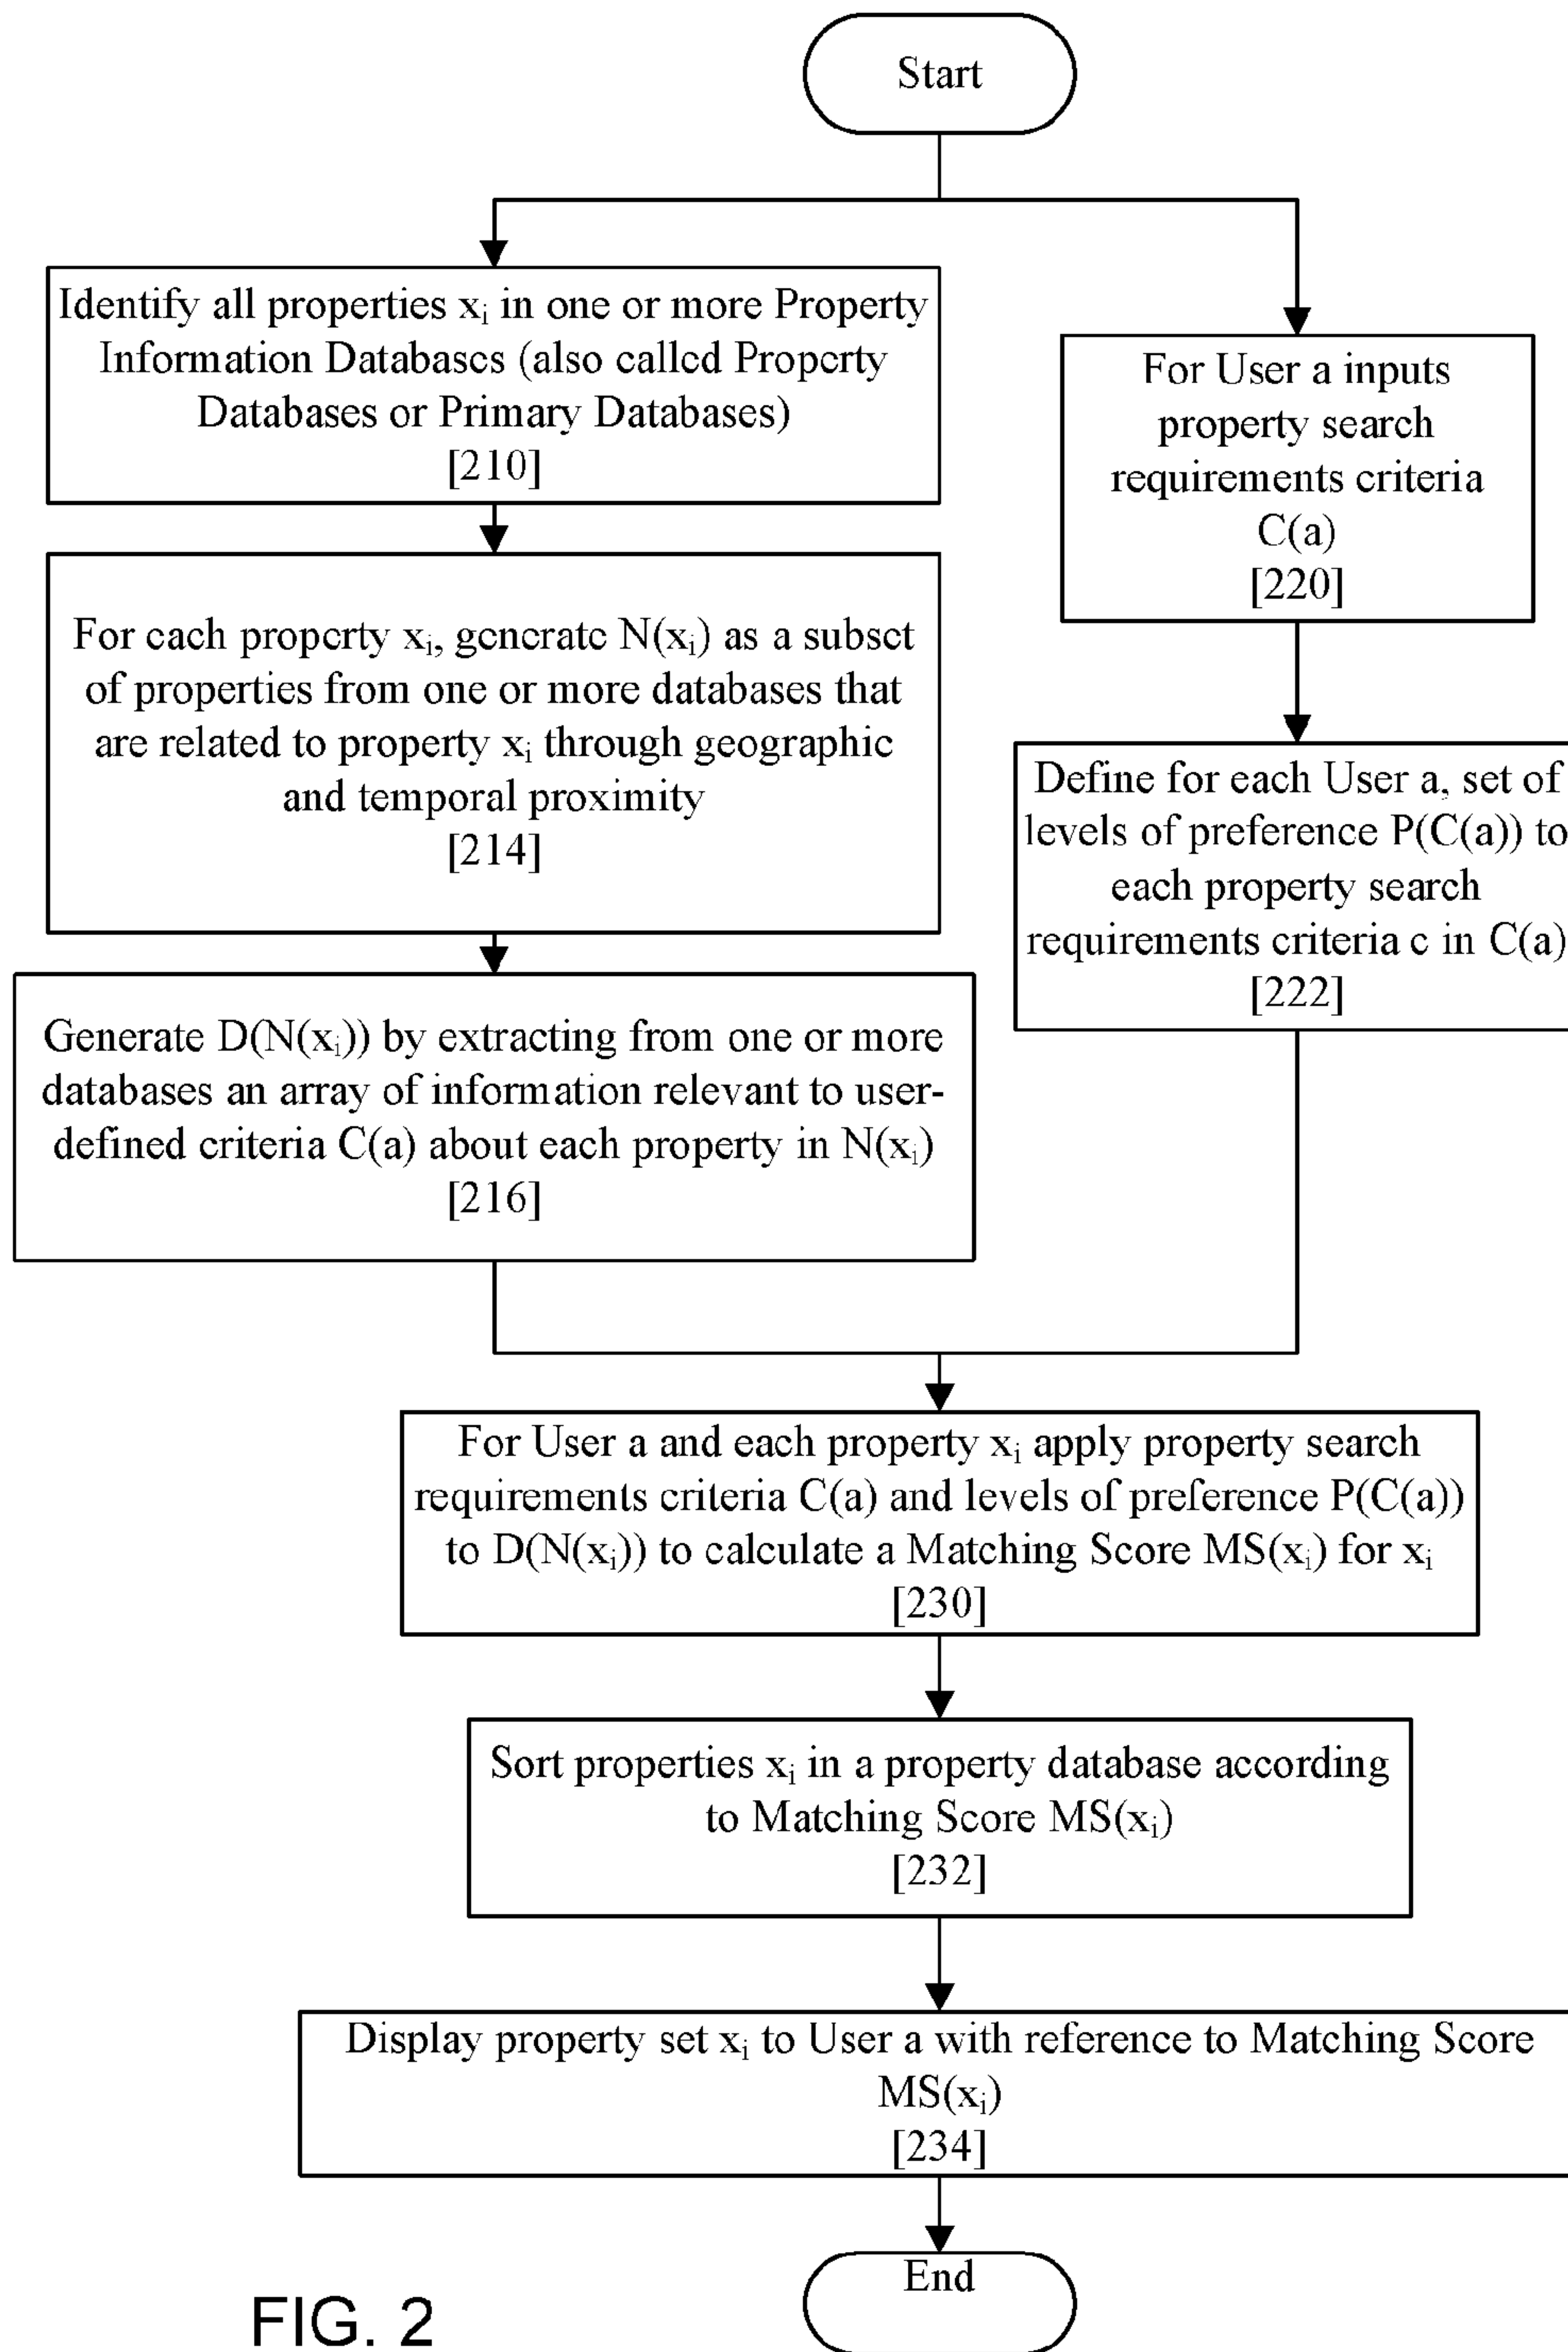 Start
Identify all properties xᵢ in one or more Property
Information Databases (also called Property
Databases or Primary Databases)
[210]
For each property xᵢ, generate N(xᵢ) as a subset
of properties from one or more databases that
are related to property xᵢ through geographic
and temporal proximity
[214]
Generate D(N(xᵢ)) by extracting from one or more
databases an array of information relevant to user-
defined criteria C(a) about each property in N(xᵢ)
[216]
For User a inputs
property search
requirements criteria
C(a)
[220]
Define for each User a, set of
levels of preference P(C(a)) to
each property search
requirements criteria c in C(a)
[222]
For User a and each property xᵢ apply property search
requirements criteria C(a) and levels of preference P(C(a))
to D(N(xᵢ)) to calculate a Matching Score MS(xᵢ) for xᵢ
[230]
Sort properties xᵢ in a property database according
to Matching Score MS(xᵢ)
[232]
Display property set xᵢ to User a with reference to Matching Score
MS(xᵢ)
[234]
End
FIG. 2